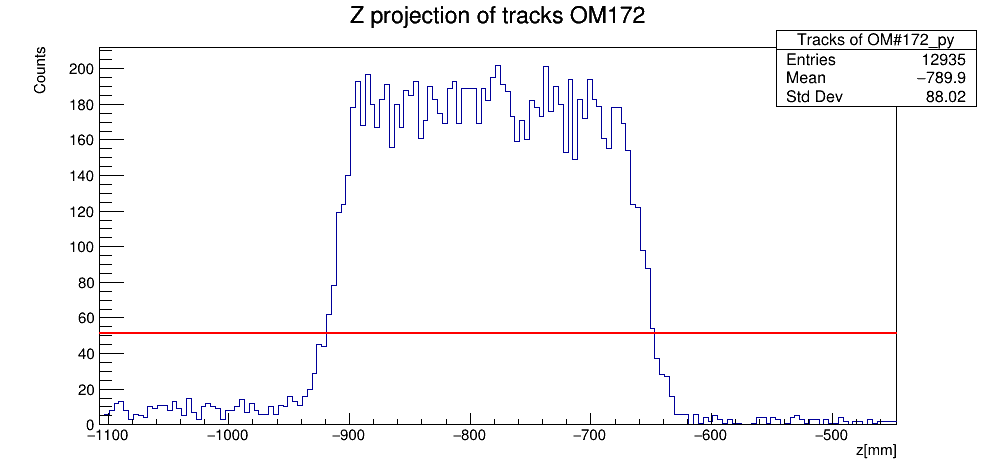 Z projection of tracks OM172
Tracks of OM#172_py
Entries 12935
Mean −789.9
Std Dev 88.02
Counts
200
180
160
140
120
100
80
60
40
20
0
−1100 −1000 −900 −800 −700 −600 −500
z[mm]